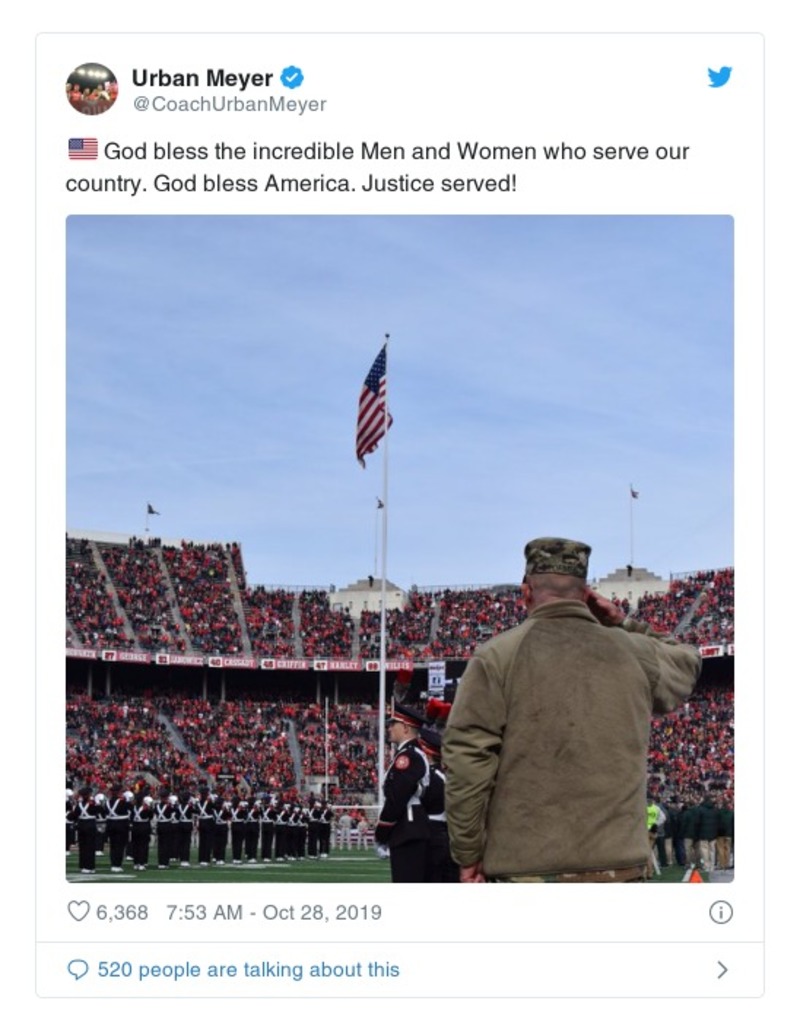 Urban Meyer
@CoachUrbanMeyer
🇺🇸 God bless the incredible Men and Women who serve our
country. God bless America. Justice served!
27 GEORGE 31 JANOWICZ 40 CASSADY 45 GRIFFIN 47 HARLEY 99 WILLIS 1997
6,368 7:53 AM - Oct 28, 2019
520 people are talking about this